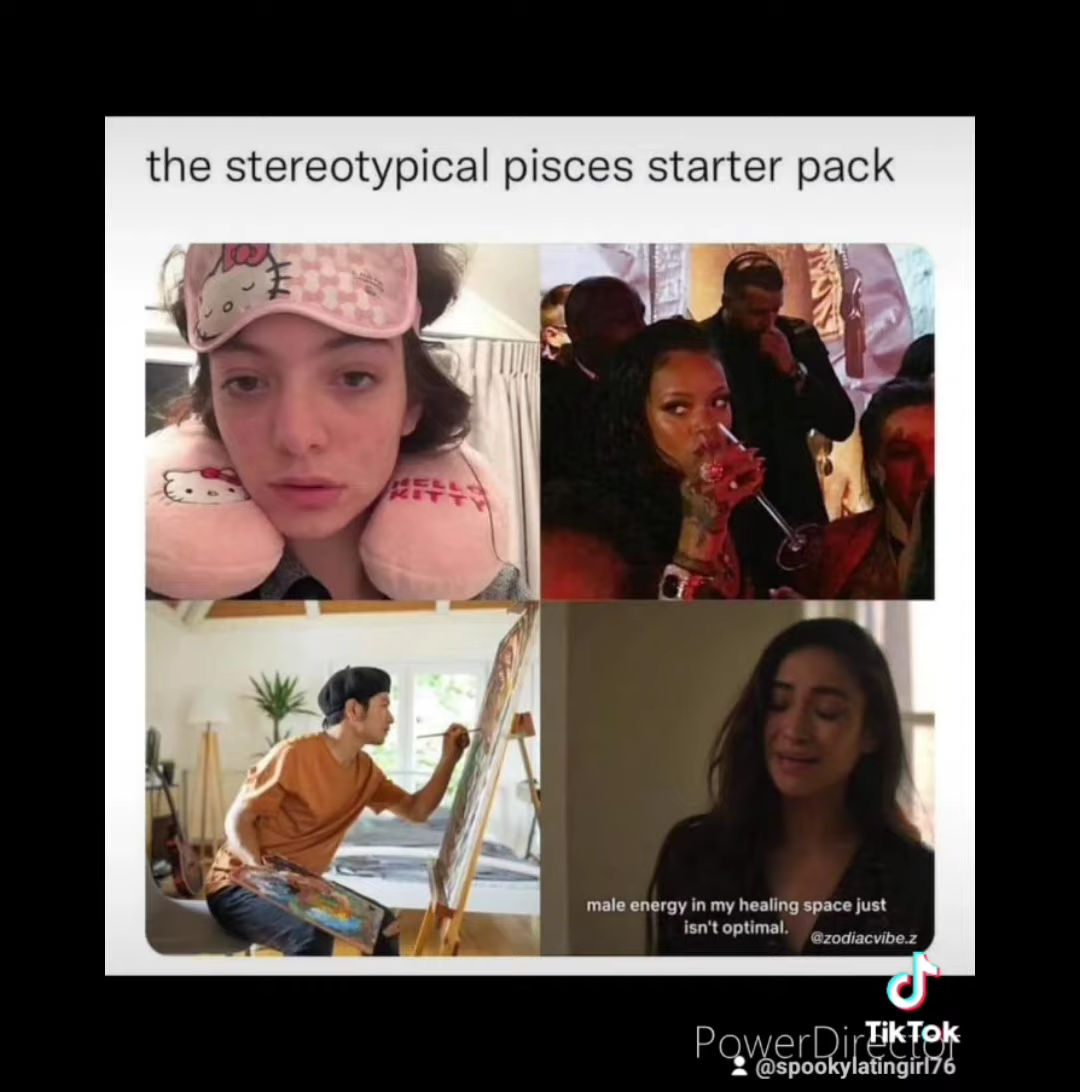 the stereotypical pisces starter pack
HELLO
KITTY
male energy in my healing space just
isn't optimal.
@zodiacvibe.z
TikTok
PowerDirector
@spookylatingirl76